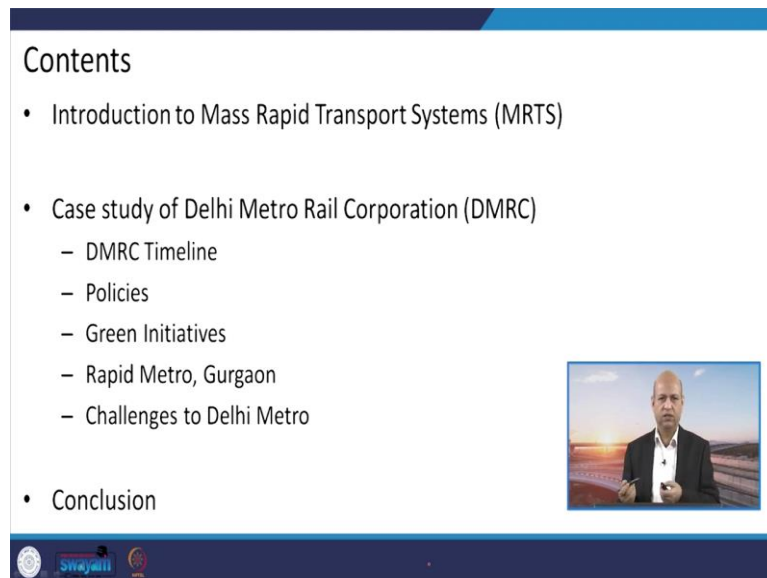 Contents
• Introduction to Mass Rapid Transport Systems (MRTS)
• Case study of Delhi Metro Rail Corporation (DMRC)
– DMRC Timeline
– Policies
– Green Initiatives
– Rapid Metro, Gurgaon
– Challenges to Delhi Metro
• Conclusion
swayam